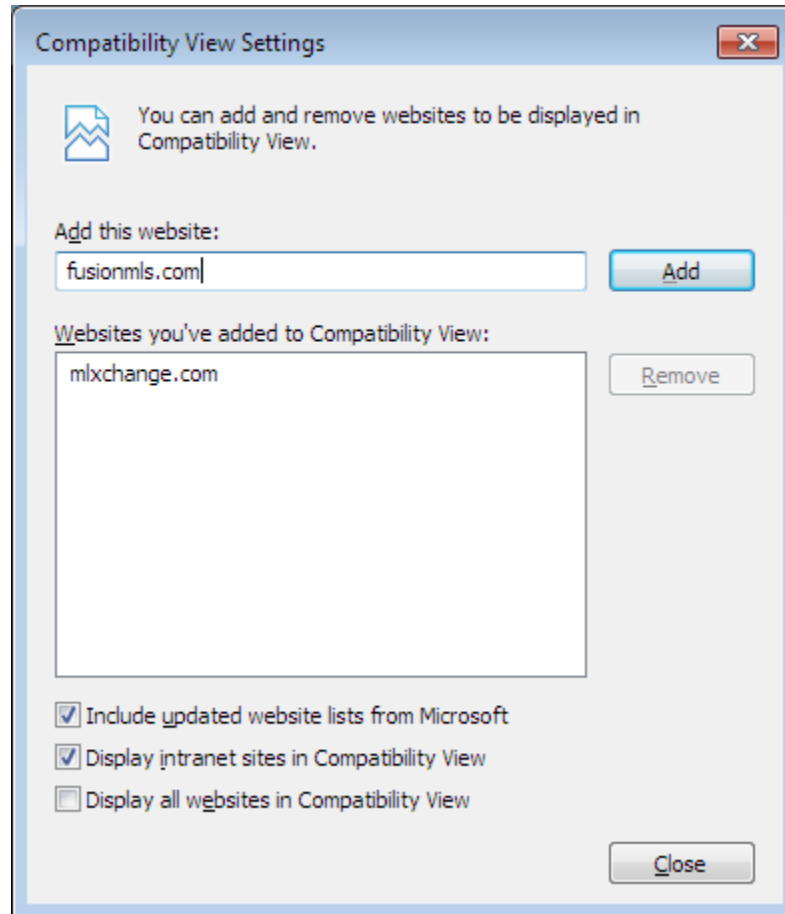 Compatibility View Settings
You can add and remove websites to be displayed in
Compatibility View.
Add this website:
fusionmls.com
Add
Websites you've added to Compatibility View:
mlxchange.com
Remove
Include updated website lists from Microsoft
Display intranet sites in Compatibility View
Display all websites in Compatibility View
Close